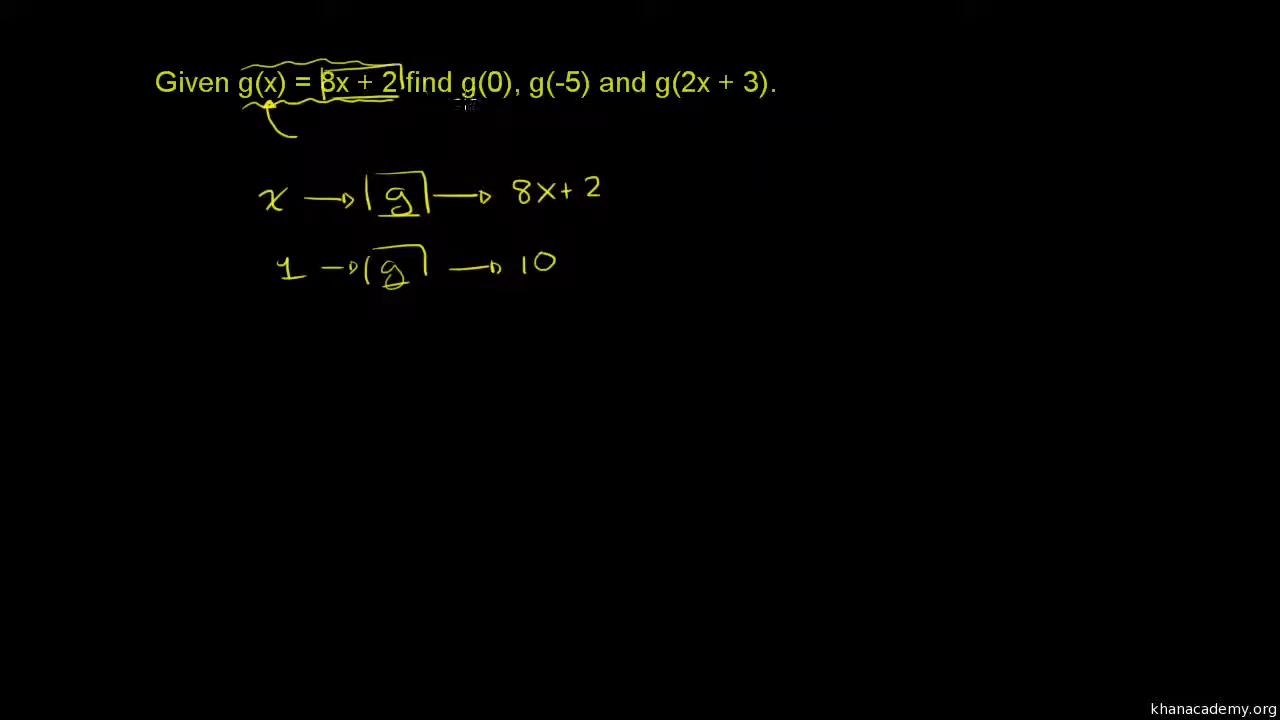 Given g(x) = 8x + 2 find g(0), g(-5) and g(2x + 3).
x → g → 8x + 2
1 → g → 10
khanacademy.org